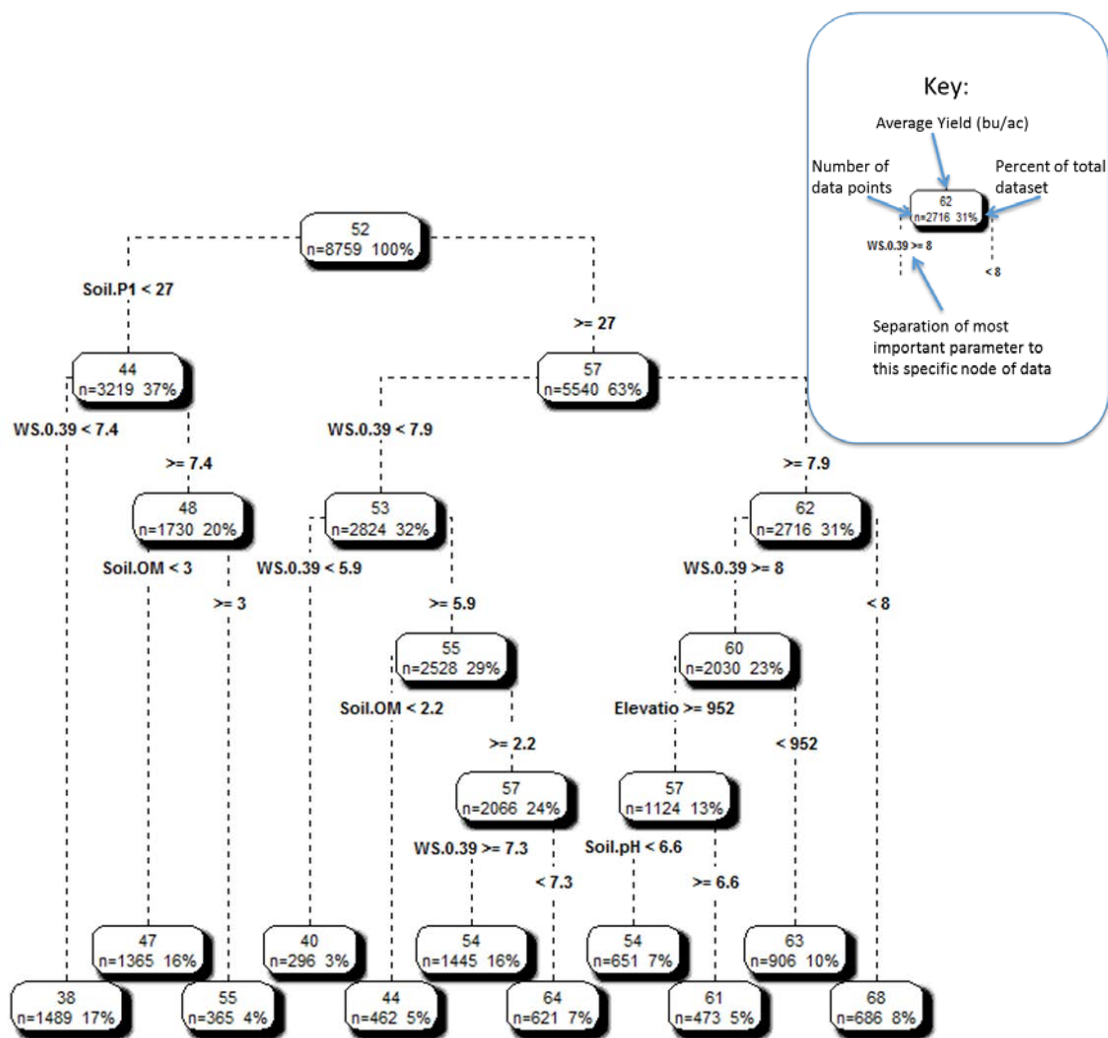 Key:
Average Yield (bu/ac)
Number of
data points
Percent of total
dataset
62
n=2716 31%
WS.0.39 >= 8
< 8
Separation of most
important parameter to
this specific node of data
52
n=8759 100%
Soil.P1 < 27
>= 27
44
n=3219 37%
57
n=5540 63%
WS.0.39 < 7.4
>= 7.4
WS.0.39 < 7.9
>= 7.9
48
n=1730 20%
53
n=2824 32%
62
n=2716 31%
Soil.OM < 3
>= 3
WS.0.39 < 5.9
>= 5.9
WS.0.39 >= 8
< 8
55
n=2528 29%
60
n=2030 23%
Soil.OM < 2.2
>= 2.2
Elevatio >= 952
< 952
57
n=2066 24%
57
n=1124 13%
WS.0.39 >= 7.3
< 7.3
Soil.pH < 6.6
>= 6.6
47
n=1365 16%
40
n=296 3%
54
n=1445 16%
54
n=651 7%
63
n=906 10%
38
n=1489 17%
55
n=365 4%
44
n=462 5%
64
n=621 7%
61
n=473 5%
68
n=686 8%